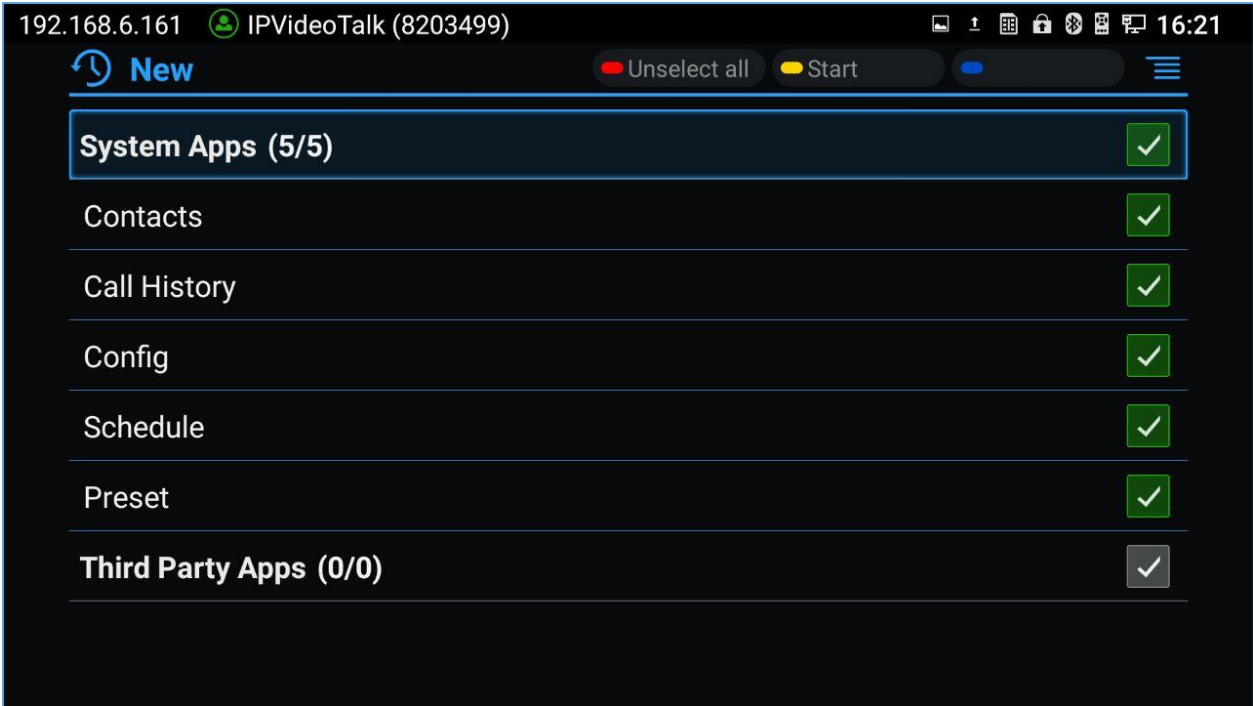 192.168.6.161 IPVideoTalk (8203499) 16:21
New Unselect all Start
System Apps (5/5)
Contacts
Call History
Config
Schedule
Preset
Third Party Apps (0/0)